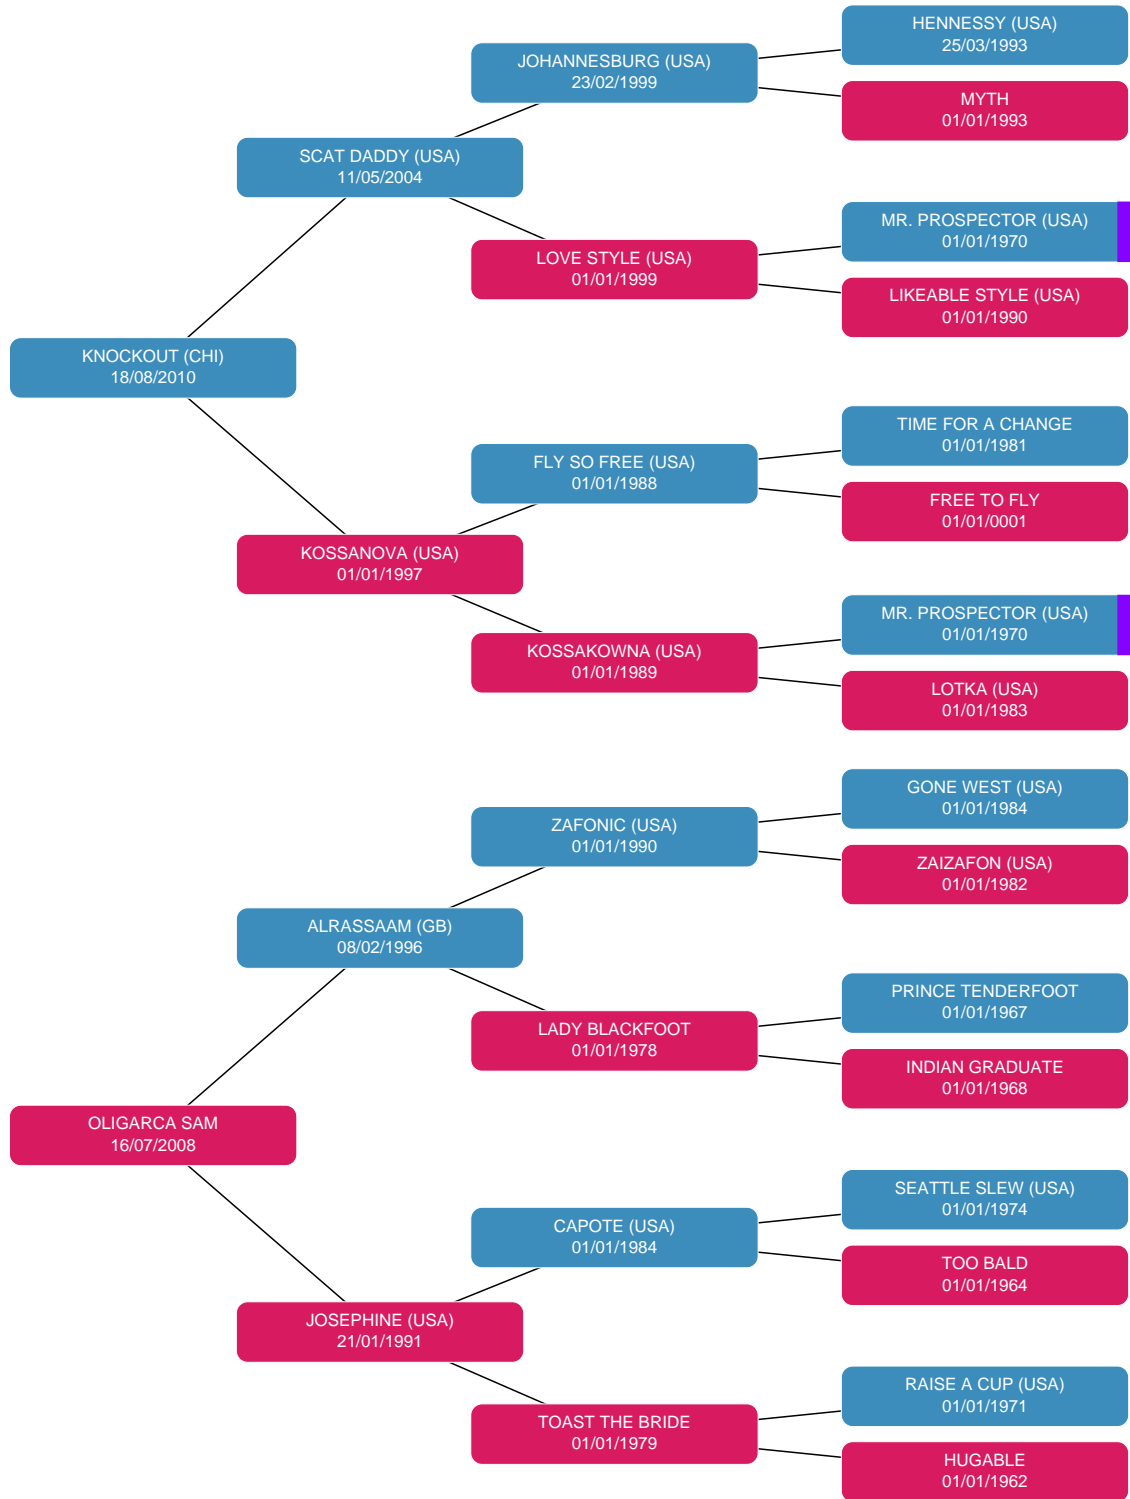 HENNESSY (USA)
25/03/1993
JOHANNESBURG (USA)
23/02/1999
MYTH
01/01/1993
SCAT DADDY (USA)
11/05/2004
MR. PROSPECTOR (USA)
01/01/1970
LOVE STYLE (USA)
01/01/1999
LIKEABLE STYLE (USA)
01/01/1990
KNOCKOUT (CHI)
18/08/2010
TIME FOR A CHANGE
01/01/1981
FLY SO FREE (USA)
01/01/1988
FREE TO FLY
01/01/0001
KOSSANOVA (USA)
01/01/1997
MR. PROSPECTOR (USA)
01/01/1970
KOSSAKOWNA (USA)
01/01/1989
LOTKA (USA)
01/01/1983
GONE WEST (USA)
01/01/1984
ZAFONIC (USA)
01/01/1990
ZAIZAFON (USA)
01/01/1982
ALRASSAAM (GB)
08/02/1996
PRINCE TENDERFOOT
01/01/1967
LADY BLACKFOOT
01/01/1978
INDIAN GRADUATE
01/01/1968
OLIGARCA SAM
16/07/2008
SEATTLE SLEW (USA)
01/01/1974
CAPOTE (USA)
01/01/1984
TOO BALD
01/01/1964
JOSEPHINE (USA)
21/01/1991
RAISE A CUP (USA)
01/01/1971
TOAST THE BRIDE
01/01/1979
HUGABLE
01/01/1962